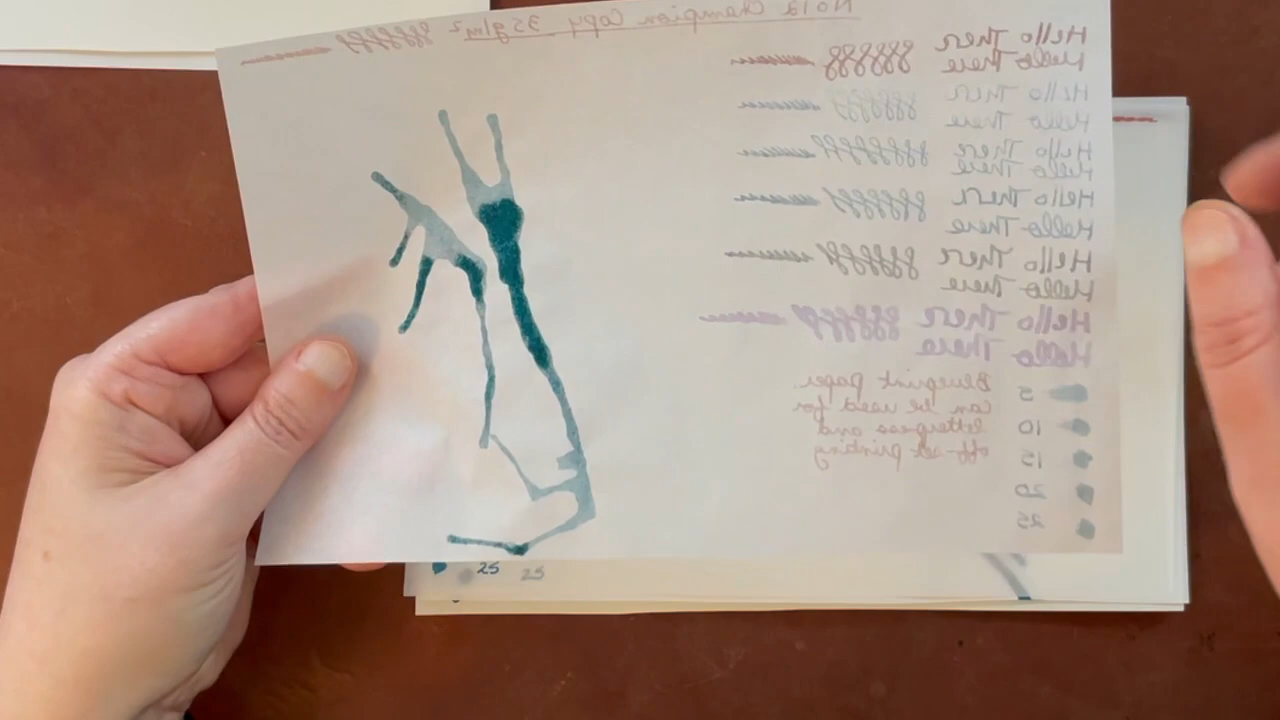 No12 Champion Copy 35g/m²
Hello There
Hello There
Hello There
Hello There
Hello There
Hello There
Hello There
Hello There
Hello There
Hello There
Hello There
Hello There
5
10
15
20
25
Blueprint paper.
can be used for
letterpress and
off-set printing
25 25